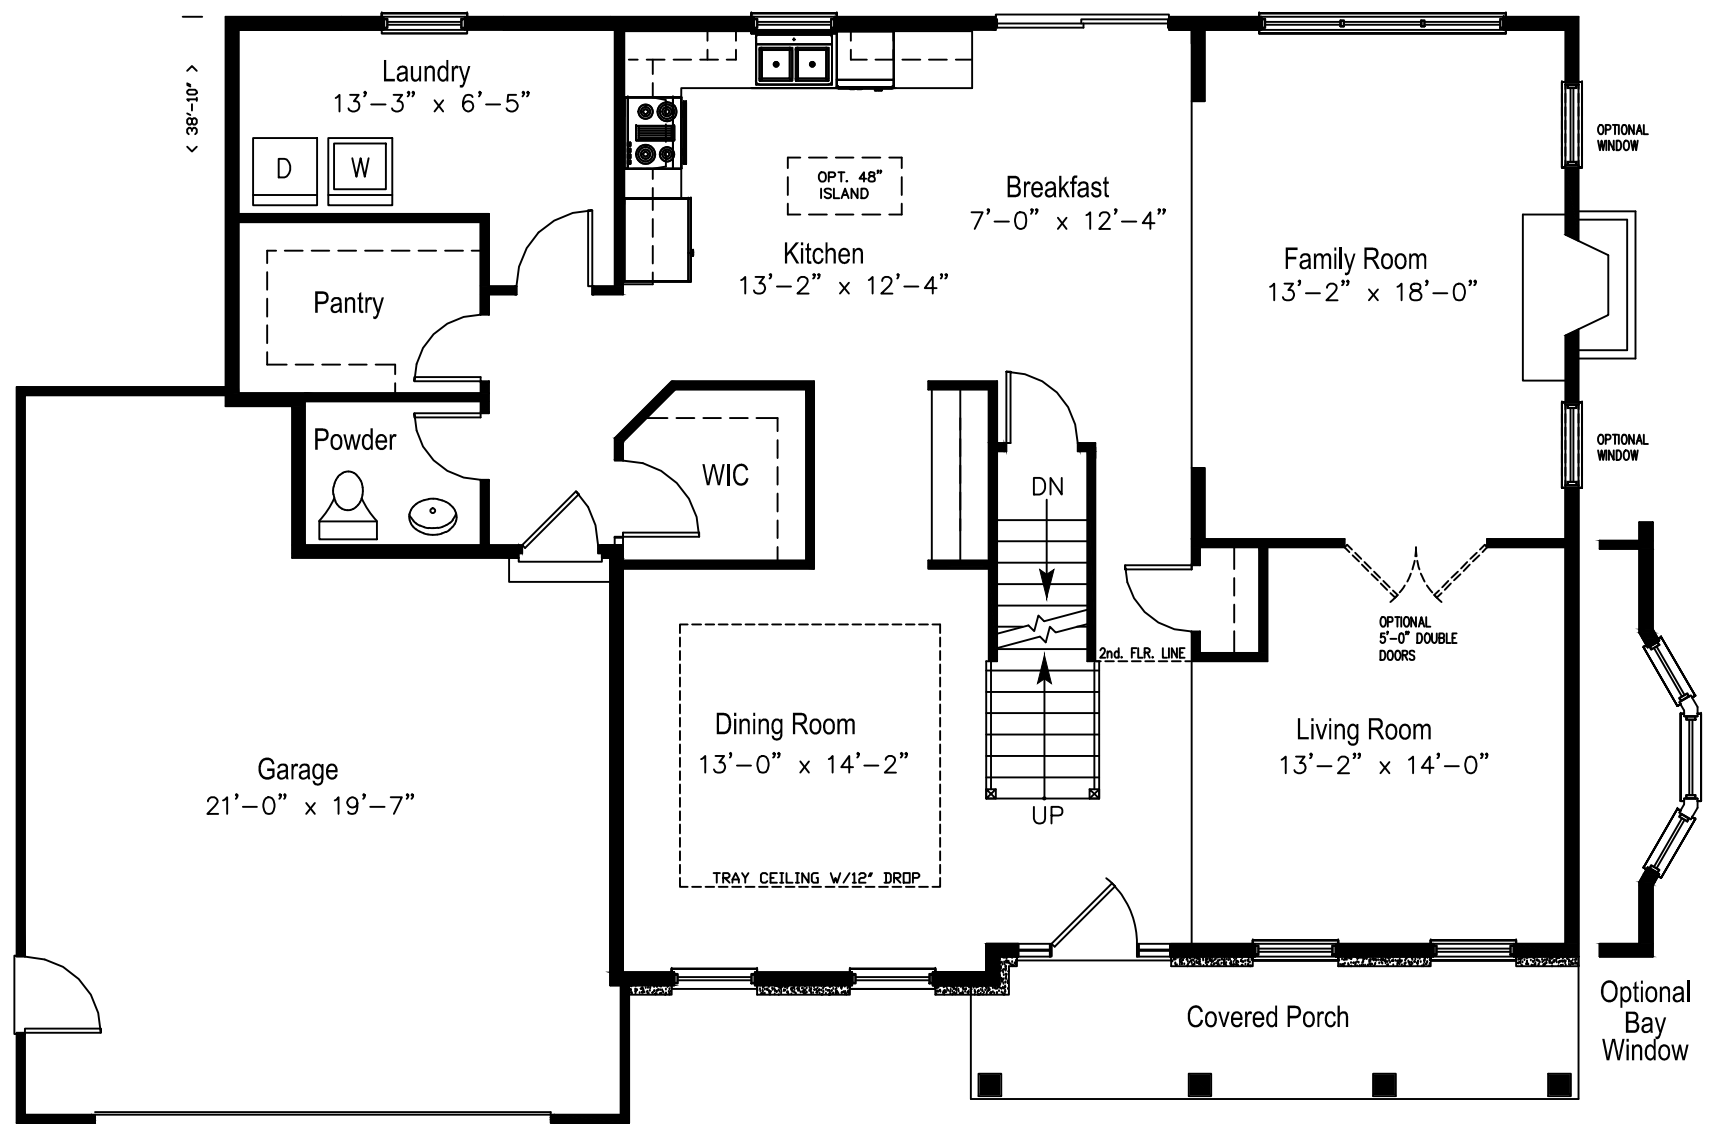 Laundry
13'-3" x 6'-5"
< 38'-10" >
D
W
OPT. 48"
ISLAND
Breakfast
7'-0" x 12'-4"
Kitchen
13'-2" x 12'-4"
Family Room
13'-2" x 18'-0"
OPTIONAL
WINDOW
Pantry
OPTIONAL
WINDOW
Powder
WIC
DN
OPTIONAL
5'-0" DOUBLE
DOORS
2nd. FLR. LINE
Dining Room
13'-0" x 14'-2"
Living Room
13'-2" x 14'-0"
Garage
21'-0" x 19'-7"
UP
TRAY CEILING W/12" DROP
Covered Porch
Optional
Bay
Window